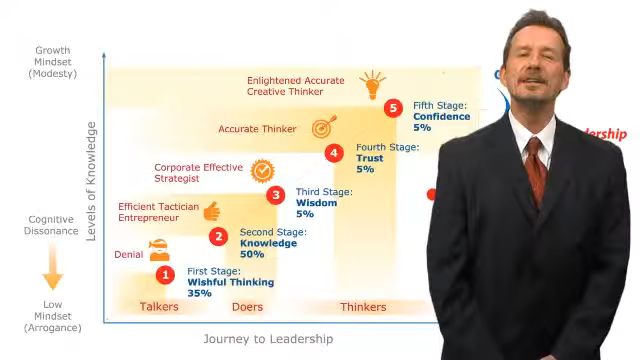 Growth
Mindset
(Modesty)
Levels of Knowledge
Cognitive
Dissonance
Low
Mindset
(Arrogance)
Enlightened Accurate
Creative Thinker
5
Fifth Stage:
Confidence
5%
Accurate Thinker
4
Fourth Stage:
Trust
5%
Corporate Effective
Strategist
3
Third Stage:
Wisdom
5%
Efficient Tactician
Entrepreneur
2
Second Stage:
Knowledge
50%
Denial
1
First Stage:
Wishful Thinking
35%
Talkers
Doers
Thinkers
Journey to Leadership